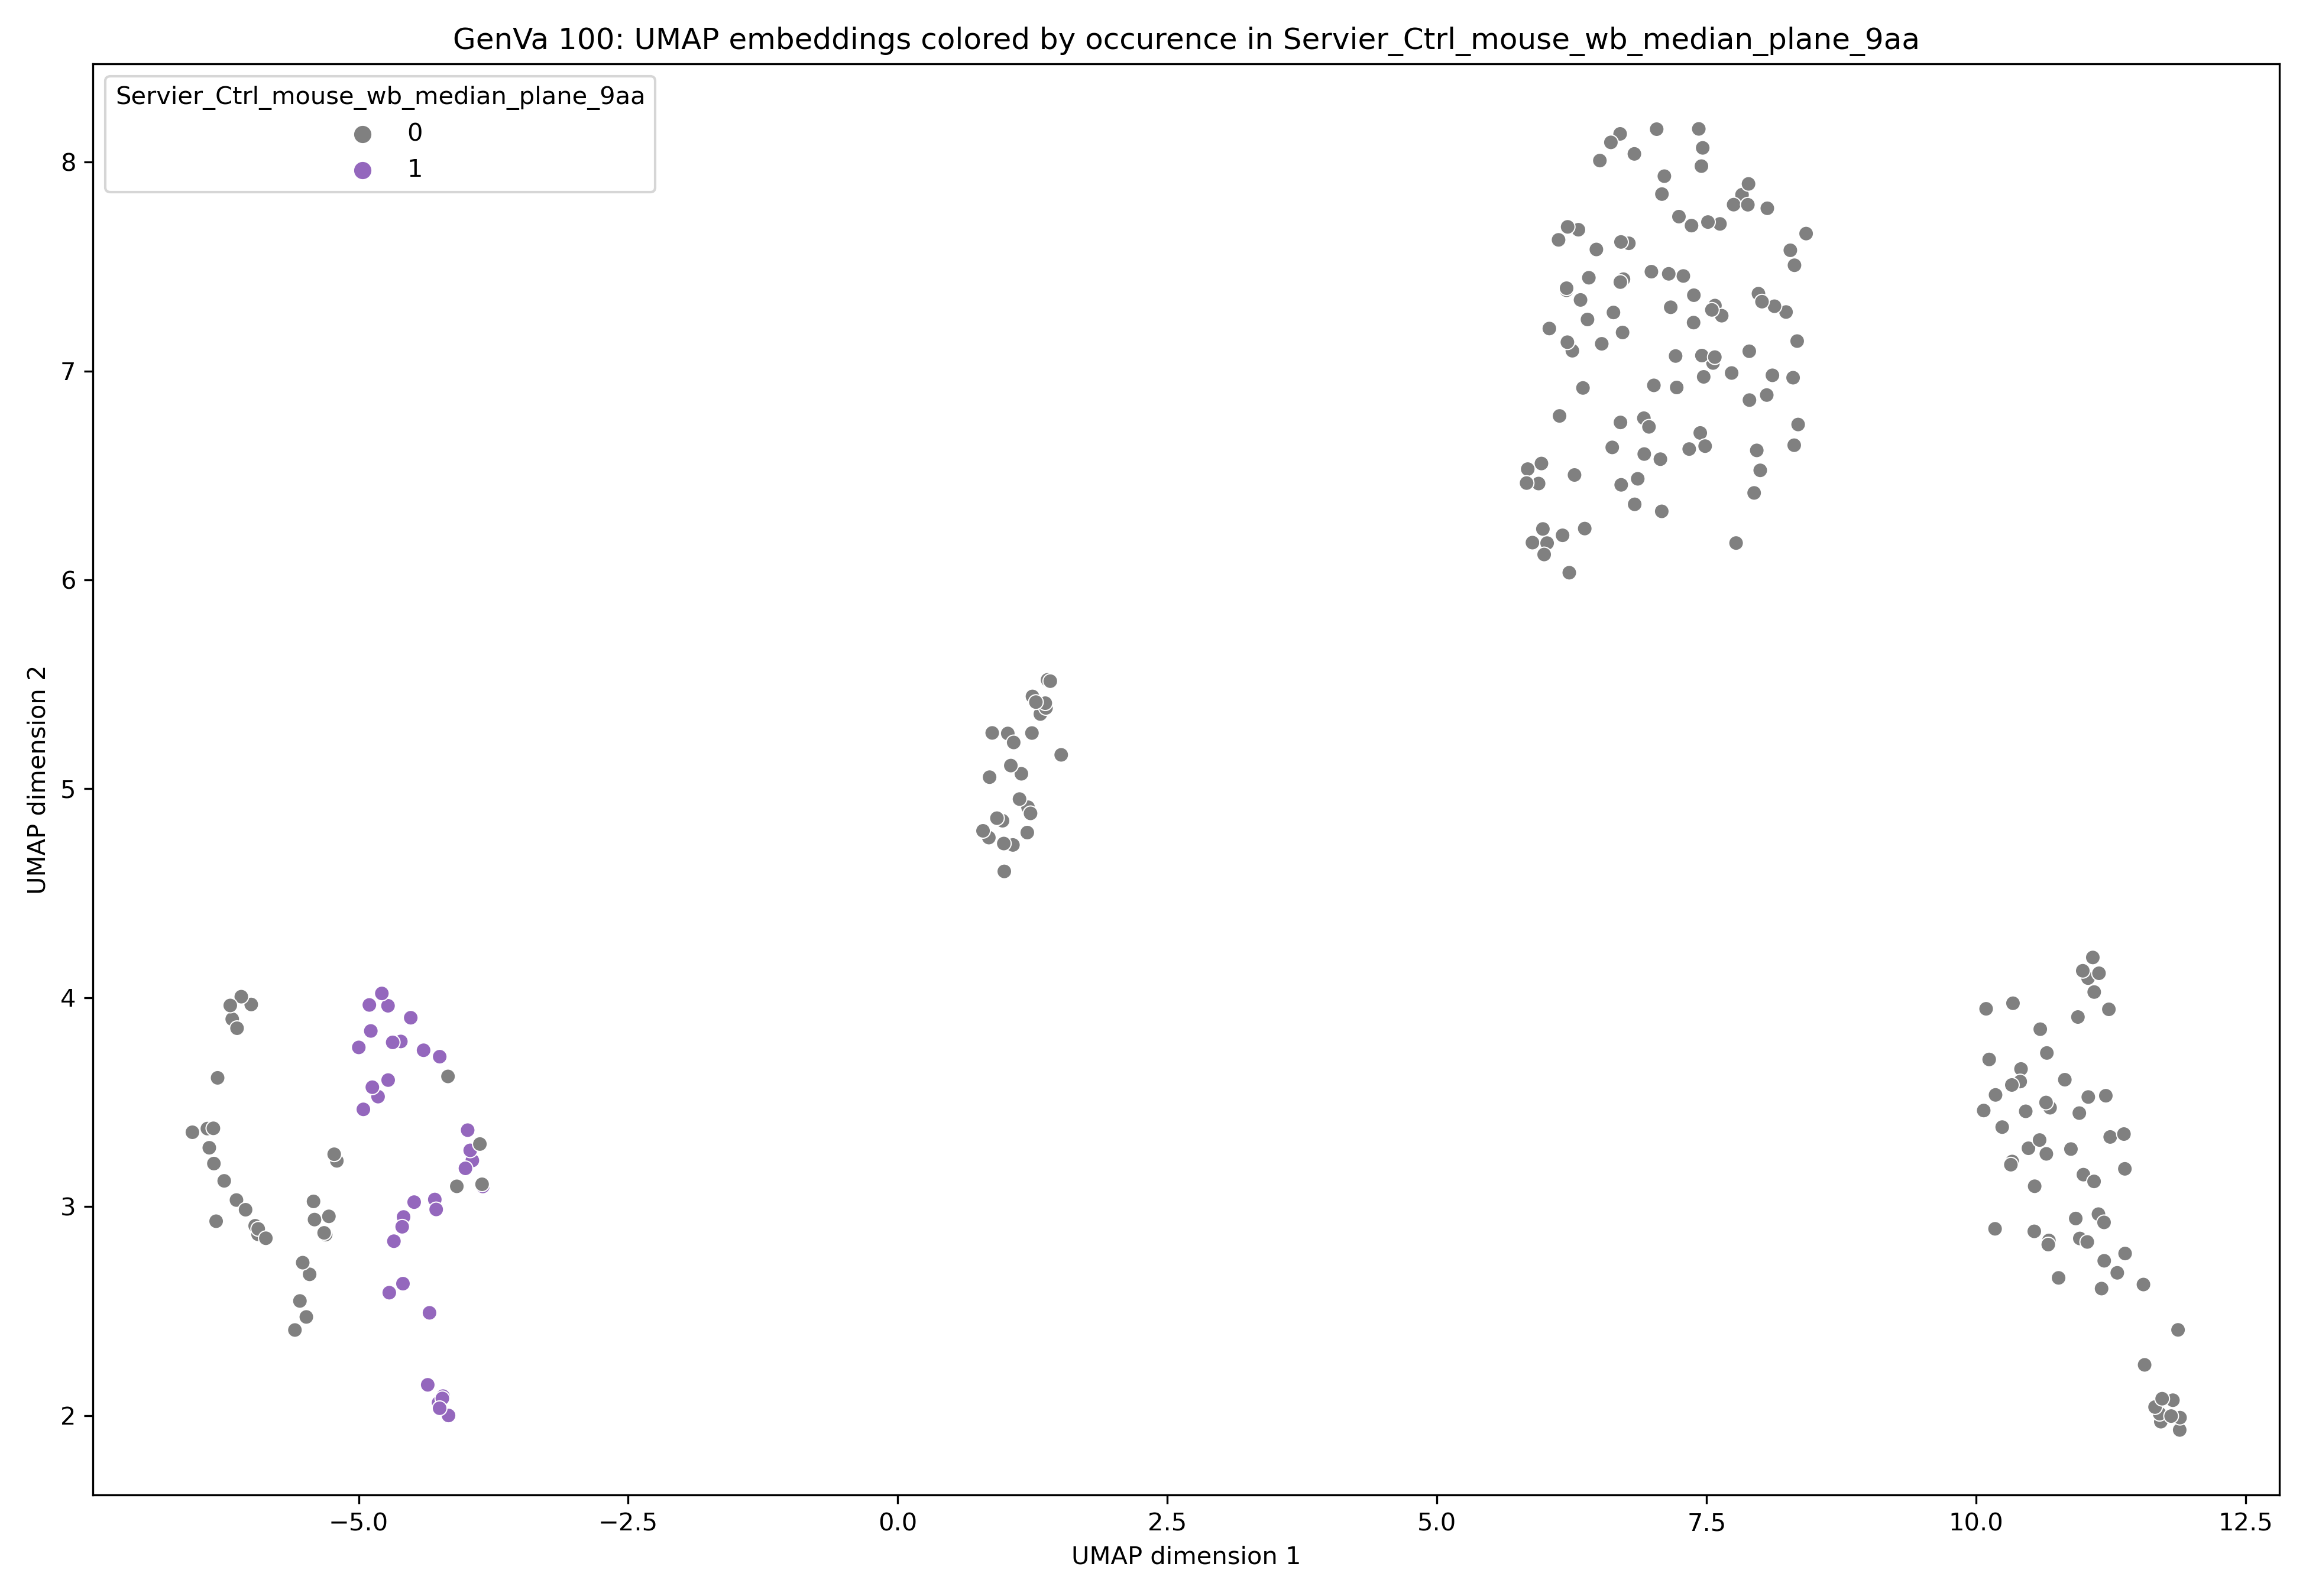 GenVa 100: UMAP embeddings colored by occurence in Servier_Ctrl_mouse_wb_median_plane_9aa
Servier_Ctrl_mouse_wb_median_plane_9aa
0
1
8
7
6
5
4
3
2
UMAP dimension 2
−5.0 −2.5 0.0 2.5 5.0 7.5 10.0 12.5
UMAP dimension 1